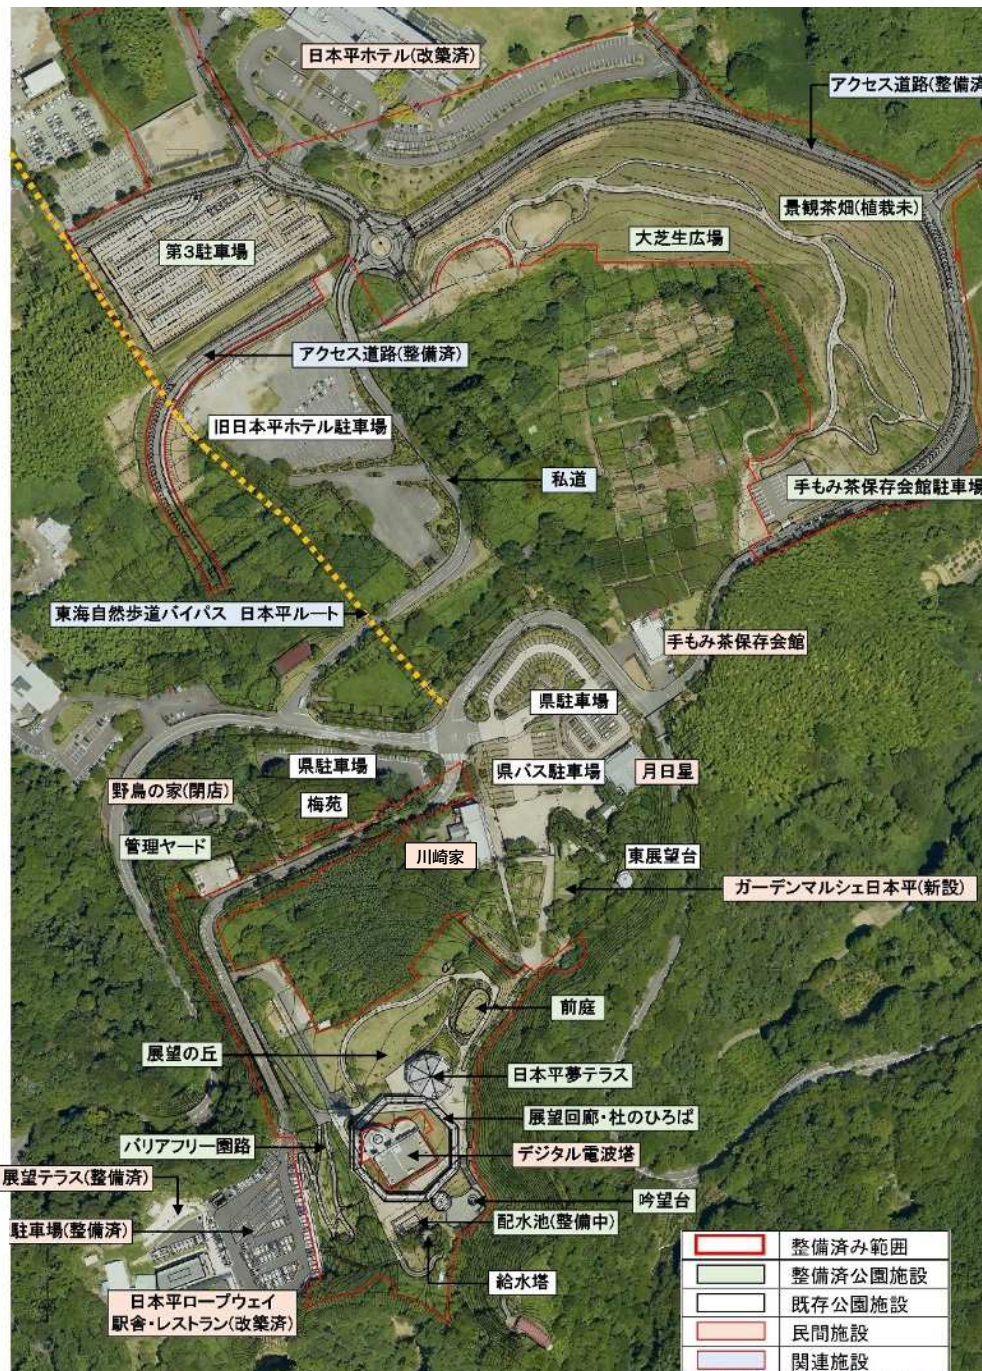 日本平ホテル(改築済)
アクセス道路(整備済
景観茶畑(植栽未)
大芝生広場
第3駐車場
アクセス道路(整備済)
旧日本平ホテル駐車場
私道
手もみ茶保存会館駐車場
東海自然歩道バイパス 日本平ルート
手もみ茶保存会館
県駐車場
県駐車場
県バス駐車場
月日星
野鳥の家(閉店)
梅苑
管理ヤード
川崎家
東展望台
ガーデンマルシェ日本平(新設)
前庭
展望の丘
日本平夢テラス
展望回廊・杜のひろば
バリアフリー園路
デジタル電波塔
展望テラス(整備済)
吟望台
配水池(整備中)
駐車場(整備済)
給水塔
日本平ロープウェイ
駅舎・レストラン(改築済)
整備済み範囲
整備済公園施設
既存公園施設
民間施設
関連施設